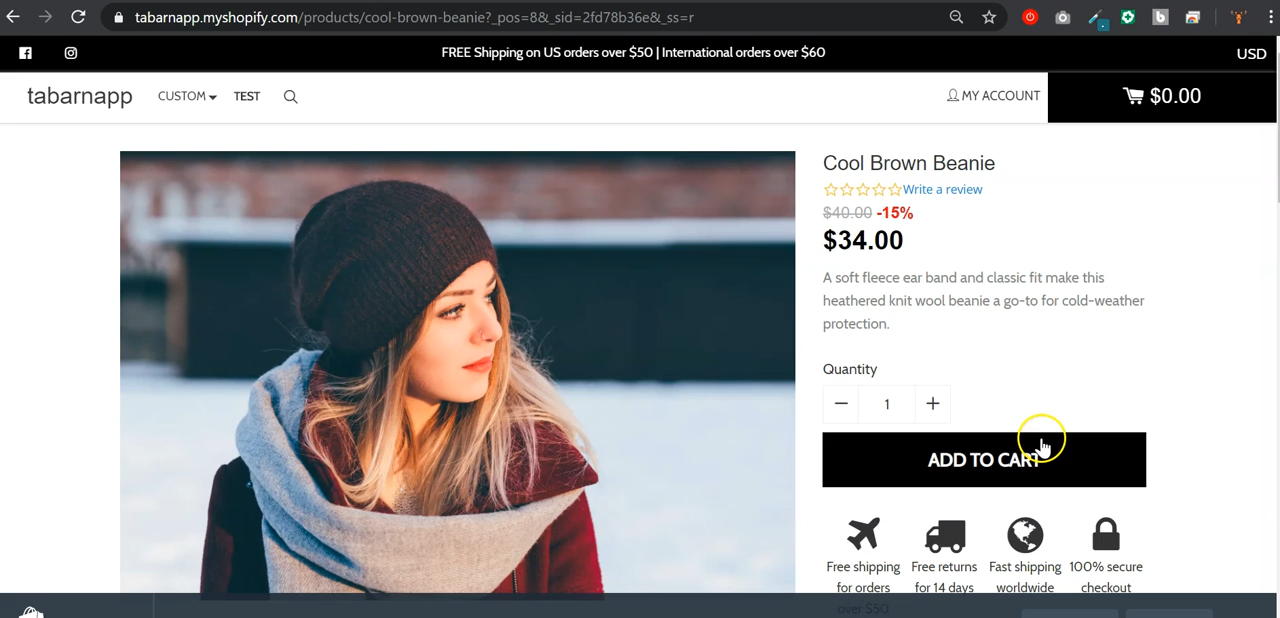 tabarnapp.myshopify.com/products/cool-brown-beanie?_pos=8&_sid=2fd78b36e&_ss=r
FREE Shipping on US orders over $50 | International orders over $60
USD
tabarnapp
CUSTOM
TEST
MY ACCOUNT
$0.00
Cool Brown Beanie
Write a review
$40.00 -15%
$34.00
A soft fleece ear band and classic fit make this
heathered knit wool beanie a go-to for cold-weather
protection.
Quantity
1
ADD TO CART
Free shipping Free returns Fast shipping 100% secure
for orders for 14 days worldwide checkout
over $50